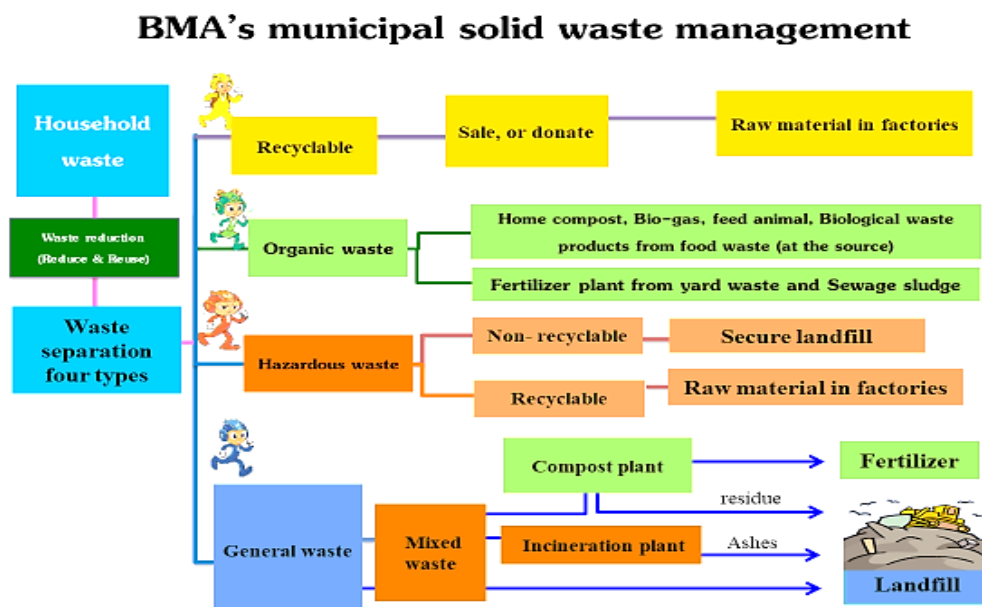 BMA's municipal solid waste management
Household
waste
Waste reduction
(Reduce & Reuse)
Waste
separation
four types
Recyclable
Sale, or donate
Raw material in factories
Organic waste
Home compost, Bio-gas, feed animal, Biological waste
products from food waste (at the source)
Fertilizer plant from yard waste and Sewage sludge
Hazardous waste
Non- recyclable
Secure landfill
Recyclable
Raw material in factories
General waste
Mixed
waste
Compost plant
Fertilizer
residue
Incineration plant
Ashes
Landfill